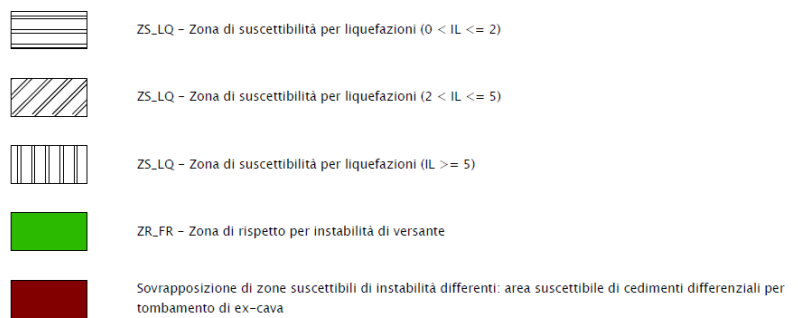 ZS_LQ – Zona di suscettibilità per liquefazioni (0 < IL <= 2)
ZS_LQ – Zona di suscettibilità per liquefazioni (2 < IL <= 5)
ZS_LQ – Zona di suscettibilità per liquefazioni (IL >= 5)
ZR_FR – Zona di rispetto per instabilità di versante
Sovrapposizione di zone suscettibili di instabilità differenti: area suscettibile di cedimenti differenziali per
tombamento di ex-cava